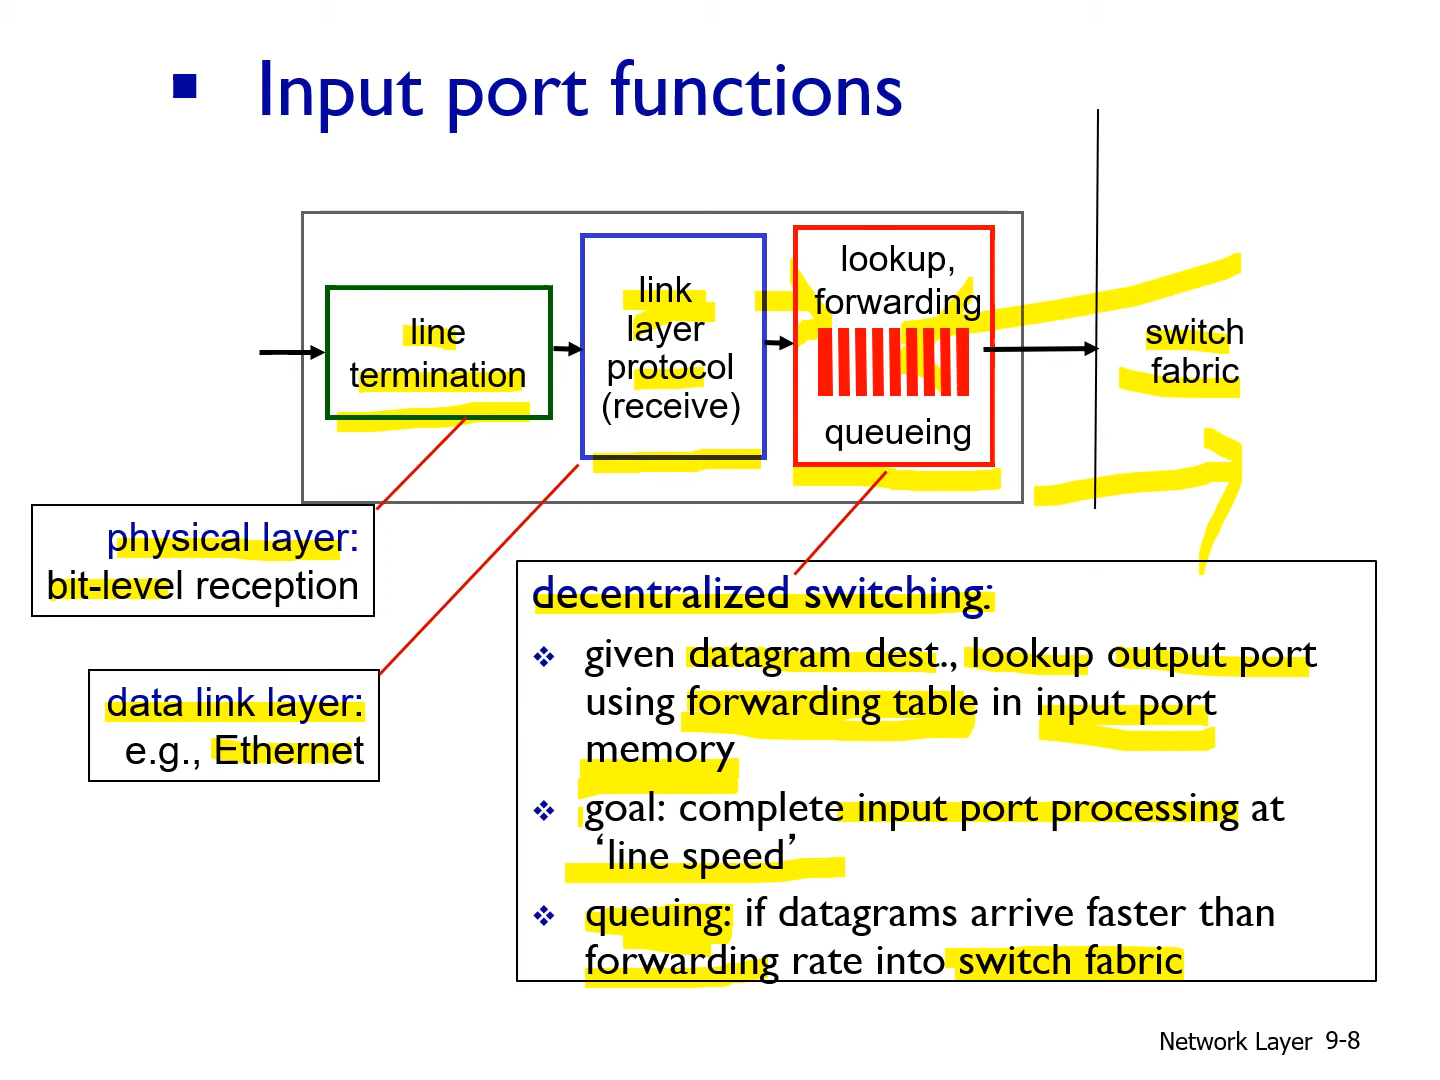 ▪ Input port functions
line
termination
link
layer
protocol
(receive)
lookup,
forwarding
queueing
switch
fabric
physical layer:
bit-level reception
data link layer:
e.g., Ethernet
decentralized switching:
❖ given datagram dest., lookup output port
using forwarding table in input port
memory
❖ goal: complete input port processing at
‘line speed’
❖ queuing: if datagrams arrive faster than
forwarding rate into switch fabric
Network Layer 9-8